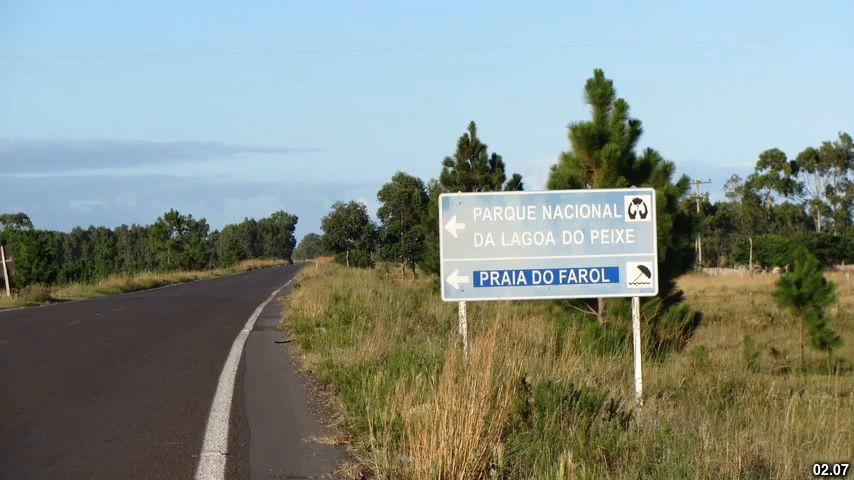 PARQUE NACIONAL
DA LAGOA DO PEIXE
PRAIA DO FAROL
02.07